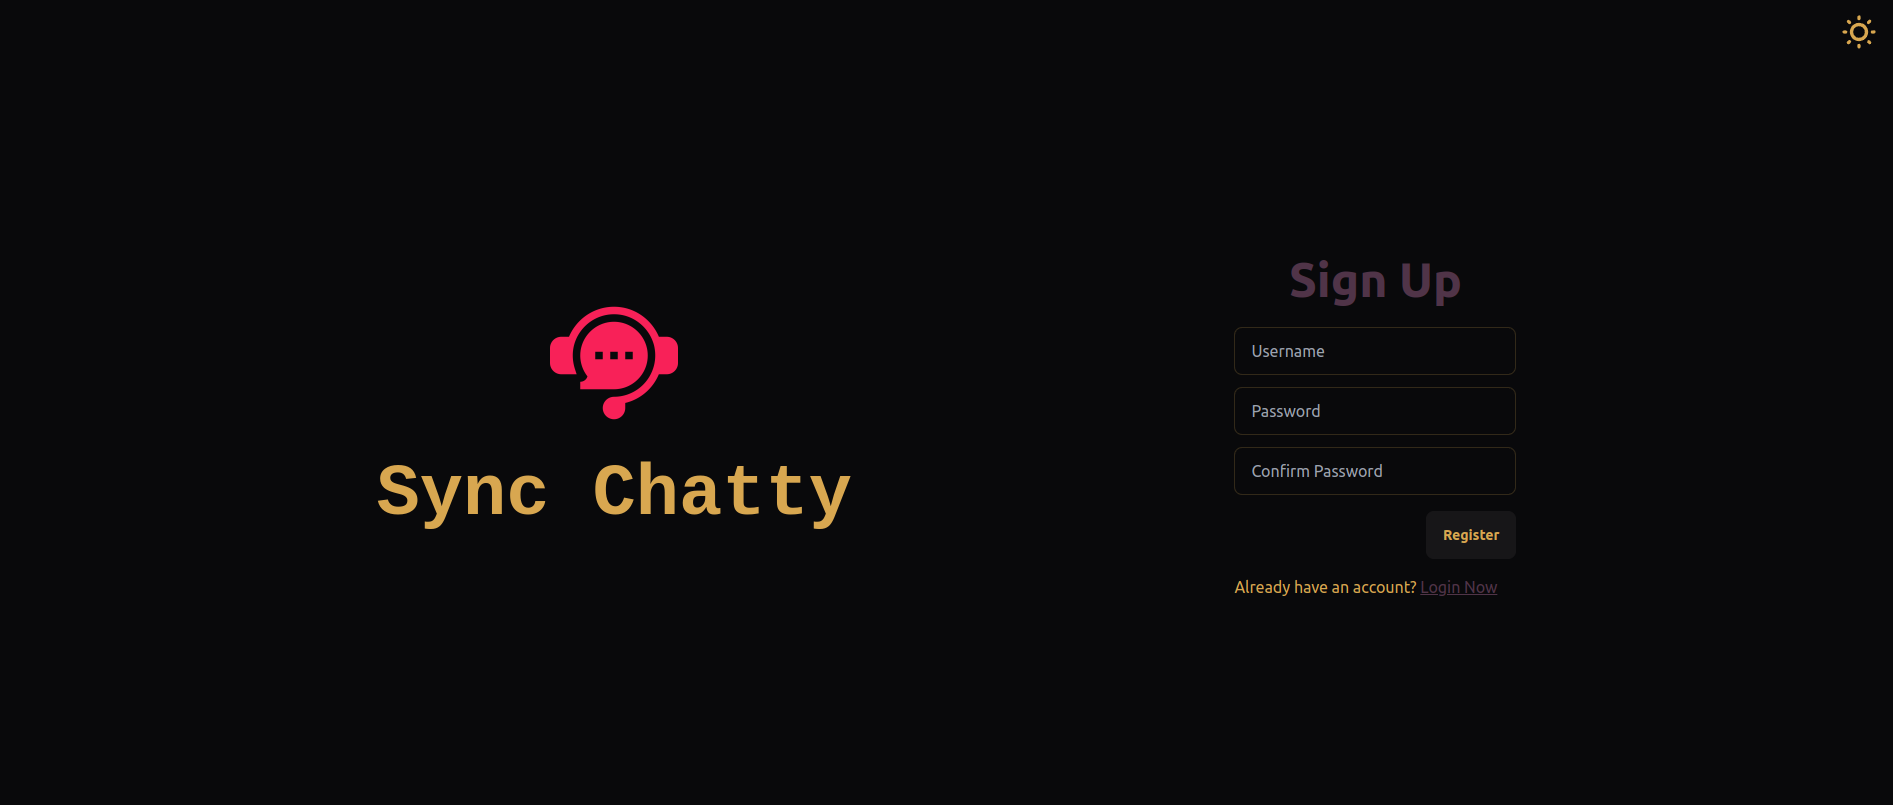 Sync Chatty
Sign Up
Username
Password
Confirm Password
Register
Already have an account? Login Now